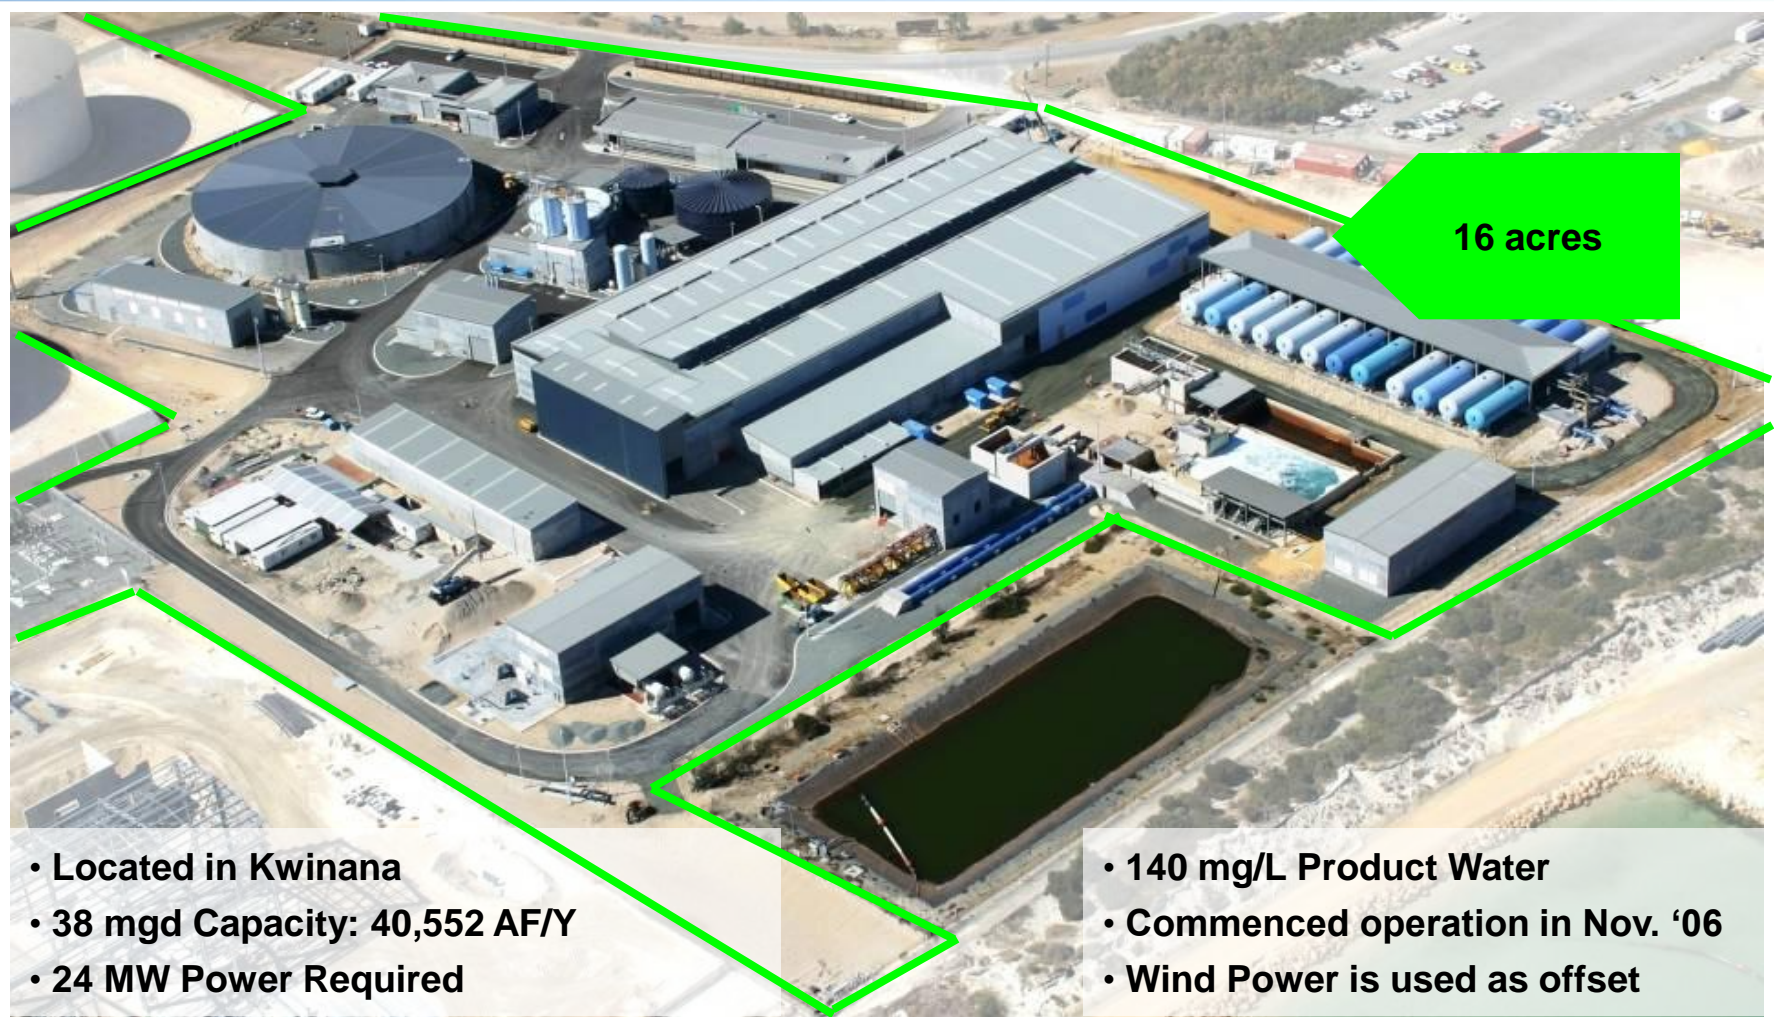 16 acres
• Located in Kwinana
• 38 mgd Capacity: 40,552 AF/Y
• 24 MW Power Required
• 140 mg/L Product Water
• Commenced operation in Nov. ‘06
• Wind Power is used as offset